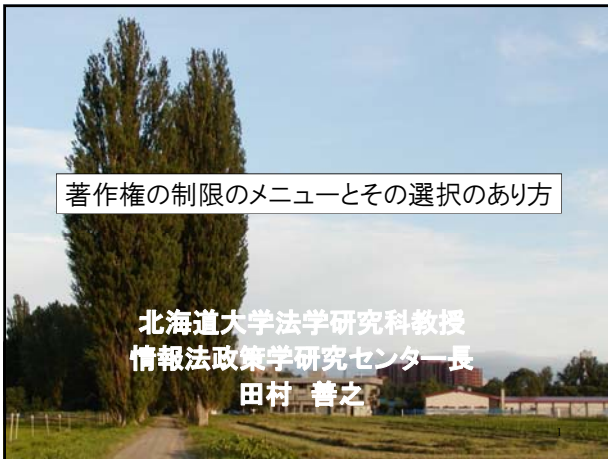 著作権の制限のメニューとその選択のあり方
北海道大学法学研究科教授
情報法政策学研究センター長
田村 善之